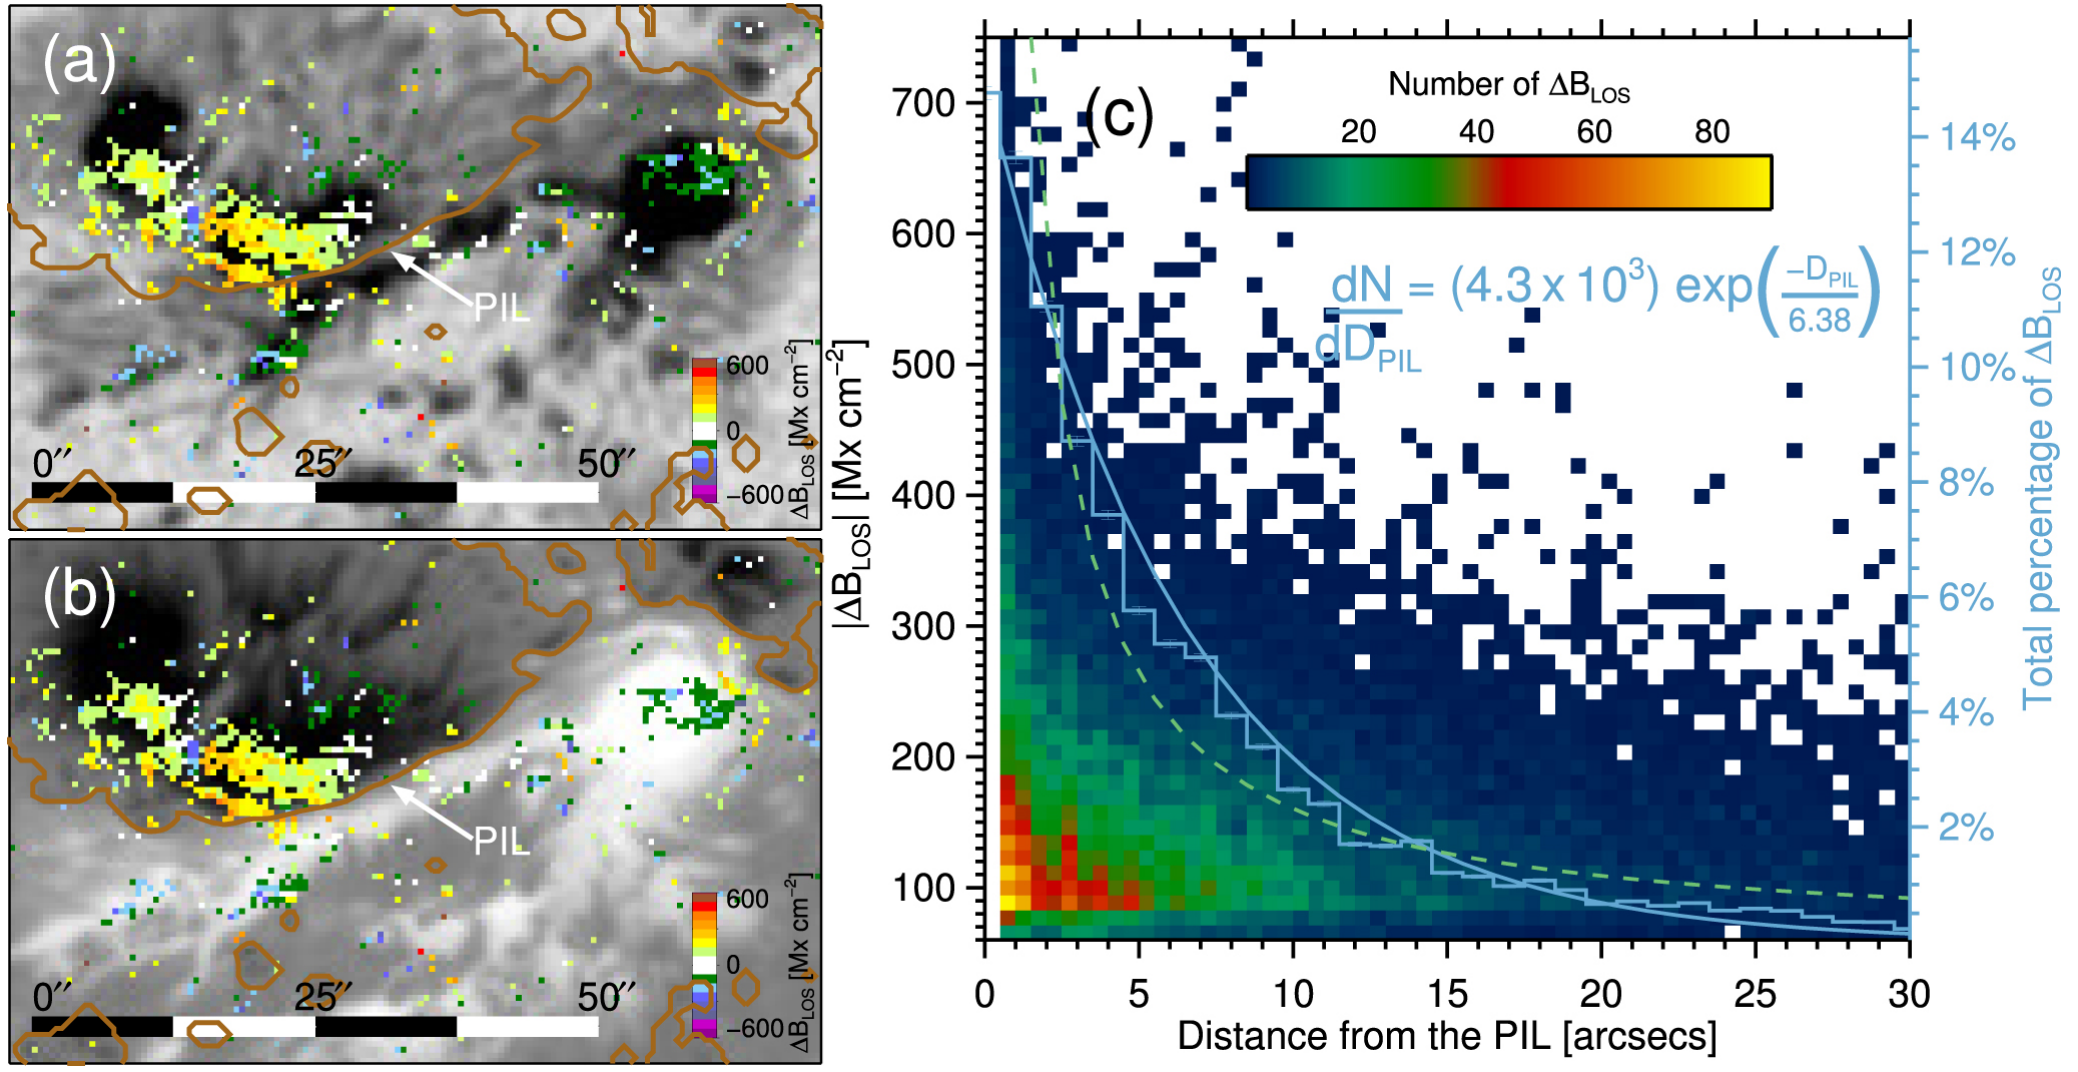 (a)
PIL
600
0
−600
ΔB_LOS [Mx cm⁻²]
0″ 25″ 50″
(b)
PIL
600
0
−600
ΔB_LOS [Mx cm⁻²]
0″ 25″ 50″
(c)
Number of ΔB_LOS
20 40 60 80
dN/dD_PIL = (4.3 x 10³) exp(−D_PIL/6.38)
|ΔB_LOS| [Mx cm⁻²]
700
600
500
400
300
200
100
14%
12%
10%
8%
6%
4%
2%
Total percentage of ΔB_LOS
0 5 10 15 20 25 30
Distance from the PIL [arcsecs]